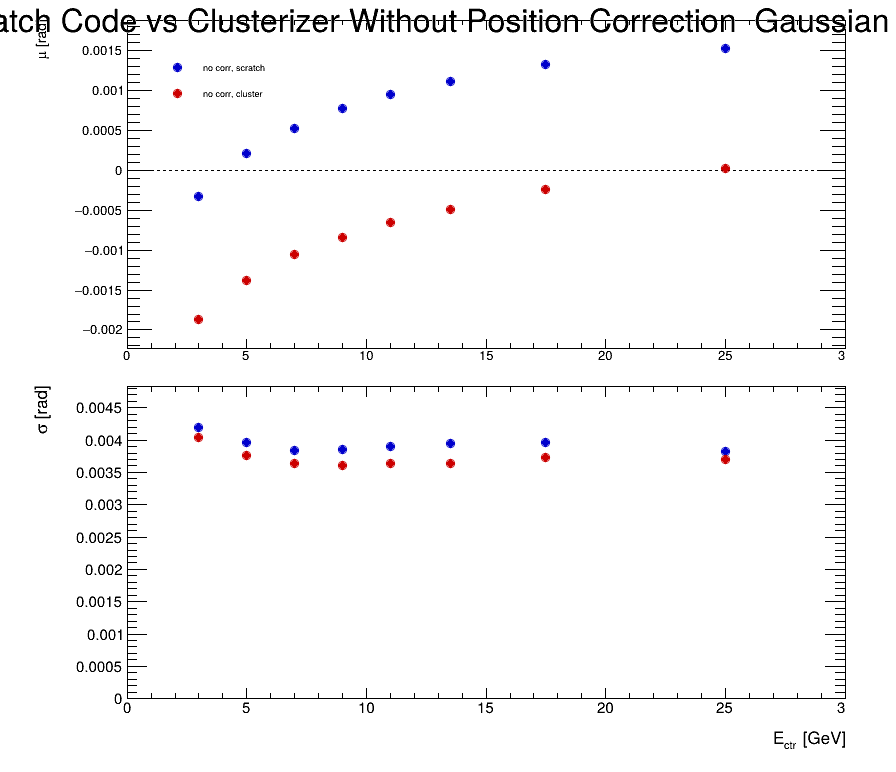 atch Code vs Clusterizer Without Position Correction Gaussian
μ [rad
0.0015
0.001
0.0005
0
−0.0005
−0.001
−0.0015
−0.002
no corr, scratch
no corr, cluster
0 5 10 15 20 25 3
σ [rad]
0.0045
0.004
0.0035
0.003
0.0025
0.002
0.0015
0.001
0.0005
0
0 5 10 15 20 25 3
E_ctr [GeV]